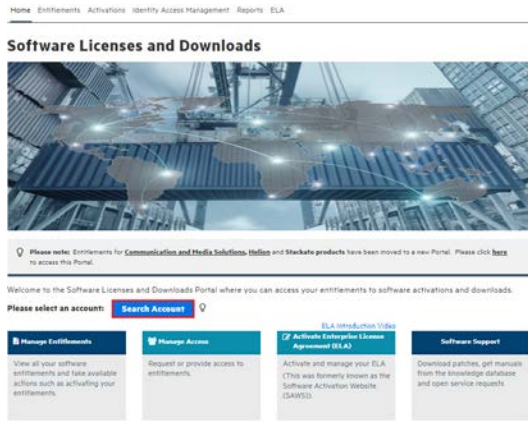 Home Entitlements Activations Identity Access Management Reports ELA
Software Licenses and Downloads
Please note: Entitlements for Communication and Media Solutions, Helion and Stackato products have been moved to a new Portal. Please click here
to access this Portal.
Welcome to the Software Licenses and Downloads Portal where you can access your entitlements to software activations and downloads.
Please select an account: Search Account
ELA Introduction Video
Manage Entitlements
View all your software
entitlements and take available
actions such as activating your
entitlements.
Manage Access
Request or provide access to
entitlements.
Activate Enterprise License
Agreement (ELA)
Activate and manage your ELA
(This was formerly known as the
Software Activation Website
(SAWS)).
Software Support
Download patches, get manuals
from the knowledge database
and open service requests.